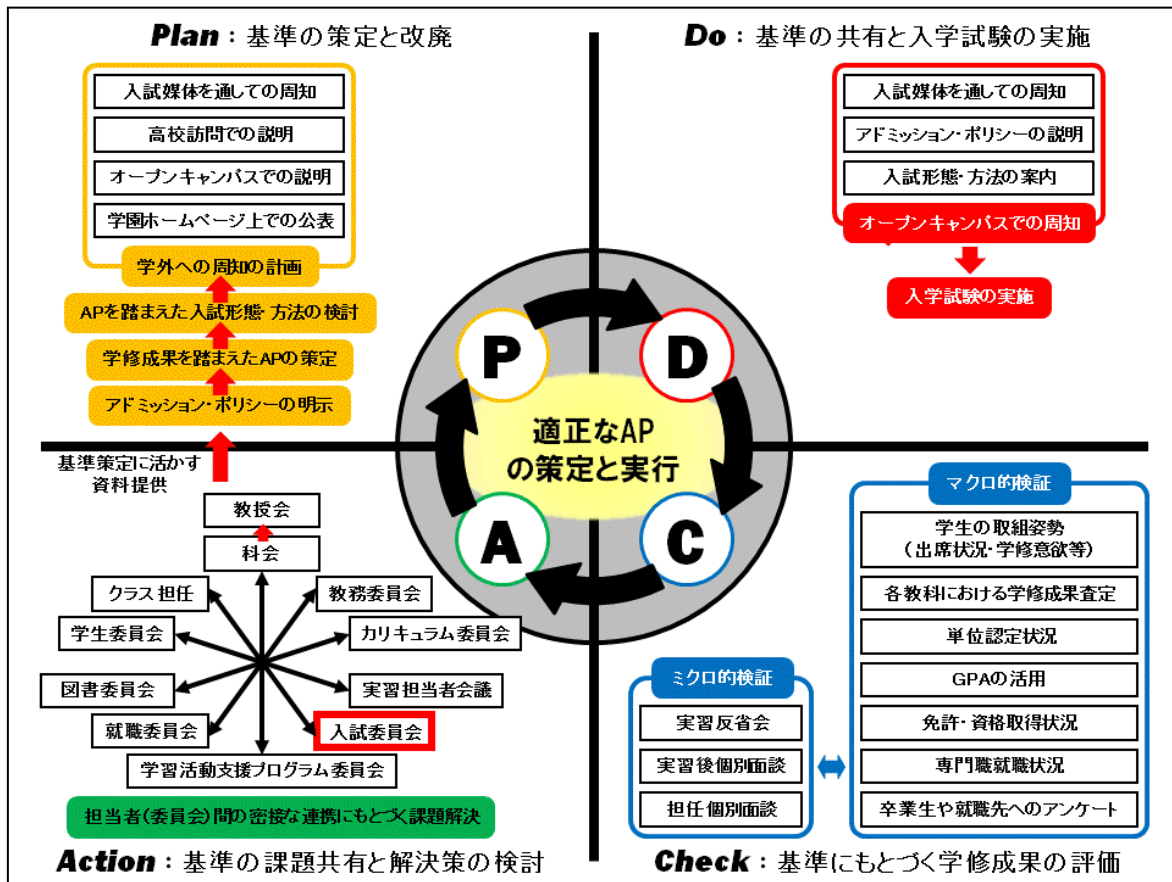 Plan：基準の策定と改廃
入試媒体を通しての周知
高校訪問での説明
オープンキャンパスでの説明
学園ホームページ上での公表
学外への周知の計画
APを踏まえた入試形態・方法の検討
学修成果を踏まえたAPの策定
アドミッション・ポリシーの明示
Do：基準の共有と入学試験の実施
入試媒体を通しての周知
アドミッション・ポリシーの説明
入試形態・方法の案内
オープンキャンパスでの周知
入学試験の実施
P
D
適正なAP
の策定と実行
A
C
基準策定に活かす
資料提供
教授会
科会
クラス担任
教務委員会
学生委員会
カリキュラム委員会
図書委員会
実習担当者会議
就職委員会
入試委員会
学習活動支援プログラム委員会
担当者(委員会)間の密接な連携にもとづく課題解決
Action：基準の課題共有と解決策の検討
マクロ的検証
学生の取組姿勢
（出席状況・学修意欲等）
各教科における学修成果査定
単位認定状況
GPAの活用
免許・資格取得状況
専門職就職状況
卒業生や就職先へのアンケート
ミクロ的検証
実習反省会
実習後個別面談
担任個別面談
Check：基準にもとづく学修成果の評価